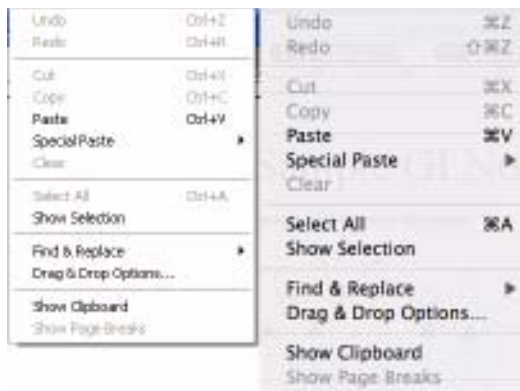 Undo Ctrl+Z
Redo Ctrl+R
Cut Ctrl+X
Copy Ctrl+C
Paste Ctrl+V
Special Paste
Clear
Select All Ctrl+A
Show Selection
Find & Replace
Drag & Drop Options...
Show Clipboard
Show Page Breaks
Undo ⌘Z
Redo ⇧⌘Z
Cut ⌘X
Copy ⌘C
Paste ⌘V
Special Paste
Clear
Select All ⌘A
Show Selection
Find & Replace
Drag & Drop Options...
Show Clipboard
Show Page Breaks